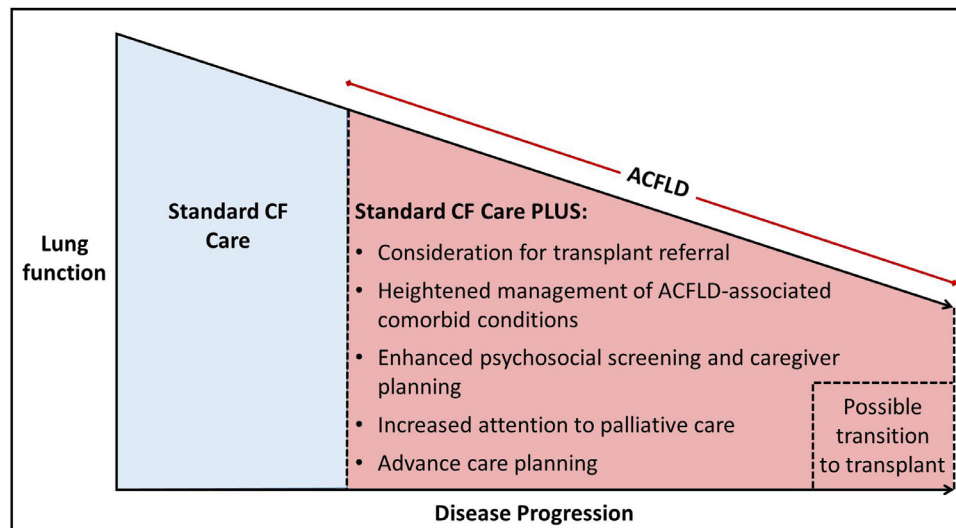 ACFLD
Standard CF
Care
Lung
function
Standard CF Care PLUS:
• Consideration for transplant referral
• Heightened management of ACFLD-associated
comorbid conditions
• Enhanced psychosocial screening and caregiver
planning
• Increased attention to palliative care
• Advance care planning
Possible
transition
to transplant
Disease Progression